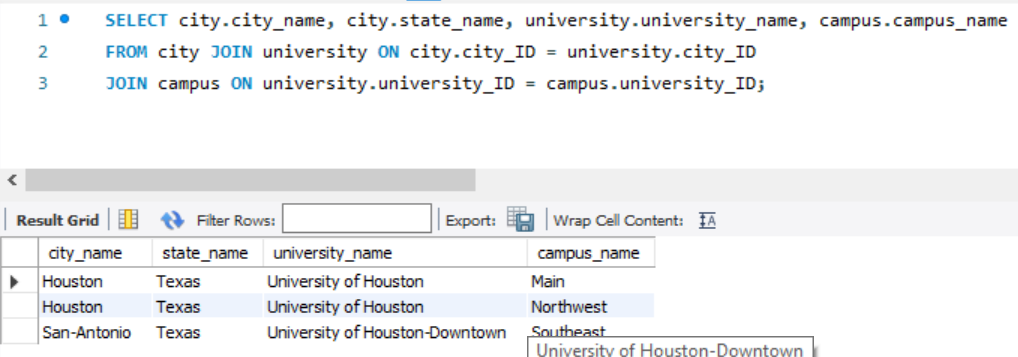 1 SELECT city.city_name, city.state_name, university.university_name, campus.campus_name
2 FROM city JOIN university ON city.city_ID = university.city_ID
3 JOIN campus ON university.university_ID = campus.university_ID;
Result Grid Filter Rows: Export: Wrap Cell Content: IA
city_name state_name university_name campus_name
Houston Texas University of Houston Main
Houston Texas University of Houston Northwest
San-Antonio Texas University of Houston-Downtown Southeast
University of Houston-Downtown